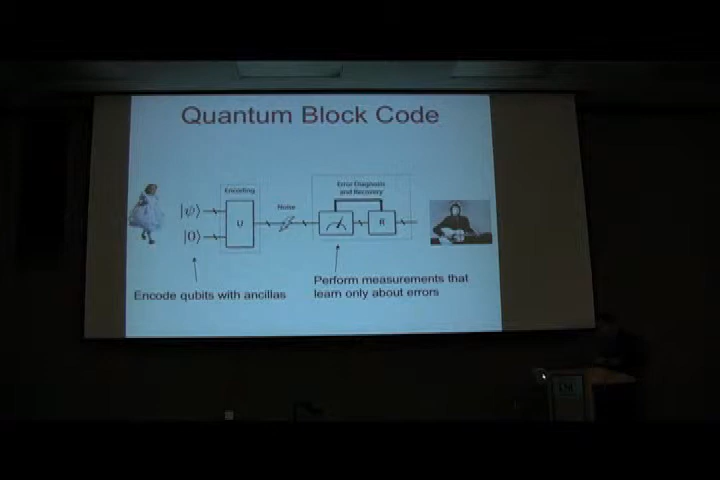 Quantum Block Code
Encoding
Error Diagnosis
and Recovery
Noise
|ψ⟩
U
R
|0⟩
Perform measurements that
learn only about errors
Encode qubits with ancillas